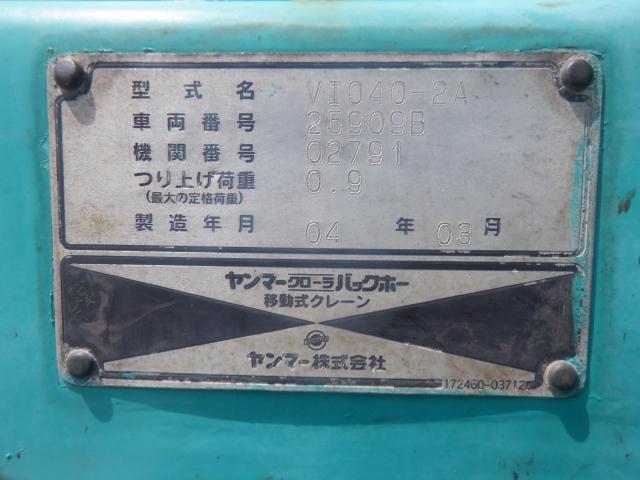 型式名 VIO40-2A
車両番号 25909B
機関番号 02791
つり上げ荷重 0.9
(最大の定格荷重)
製造年月 04 年 03 月
ヤンマークローラバックホー
移動式クレーン
ヤンマー株式会社
172460-03712